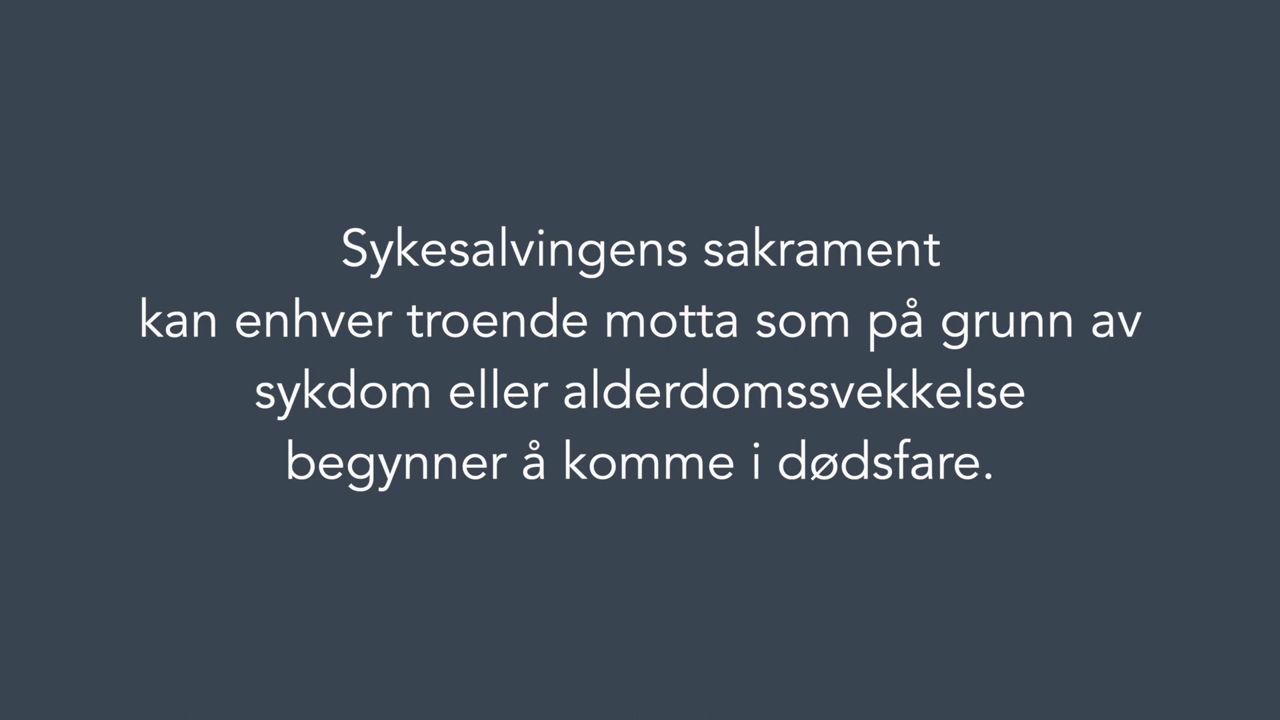 Sykesalvingens sakrament
kan enhver troende motta som på grunn av
sykdom eller alderdomssvekkelse
begynner å komme i dødsfare.